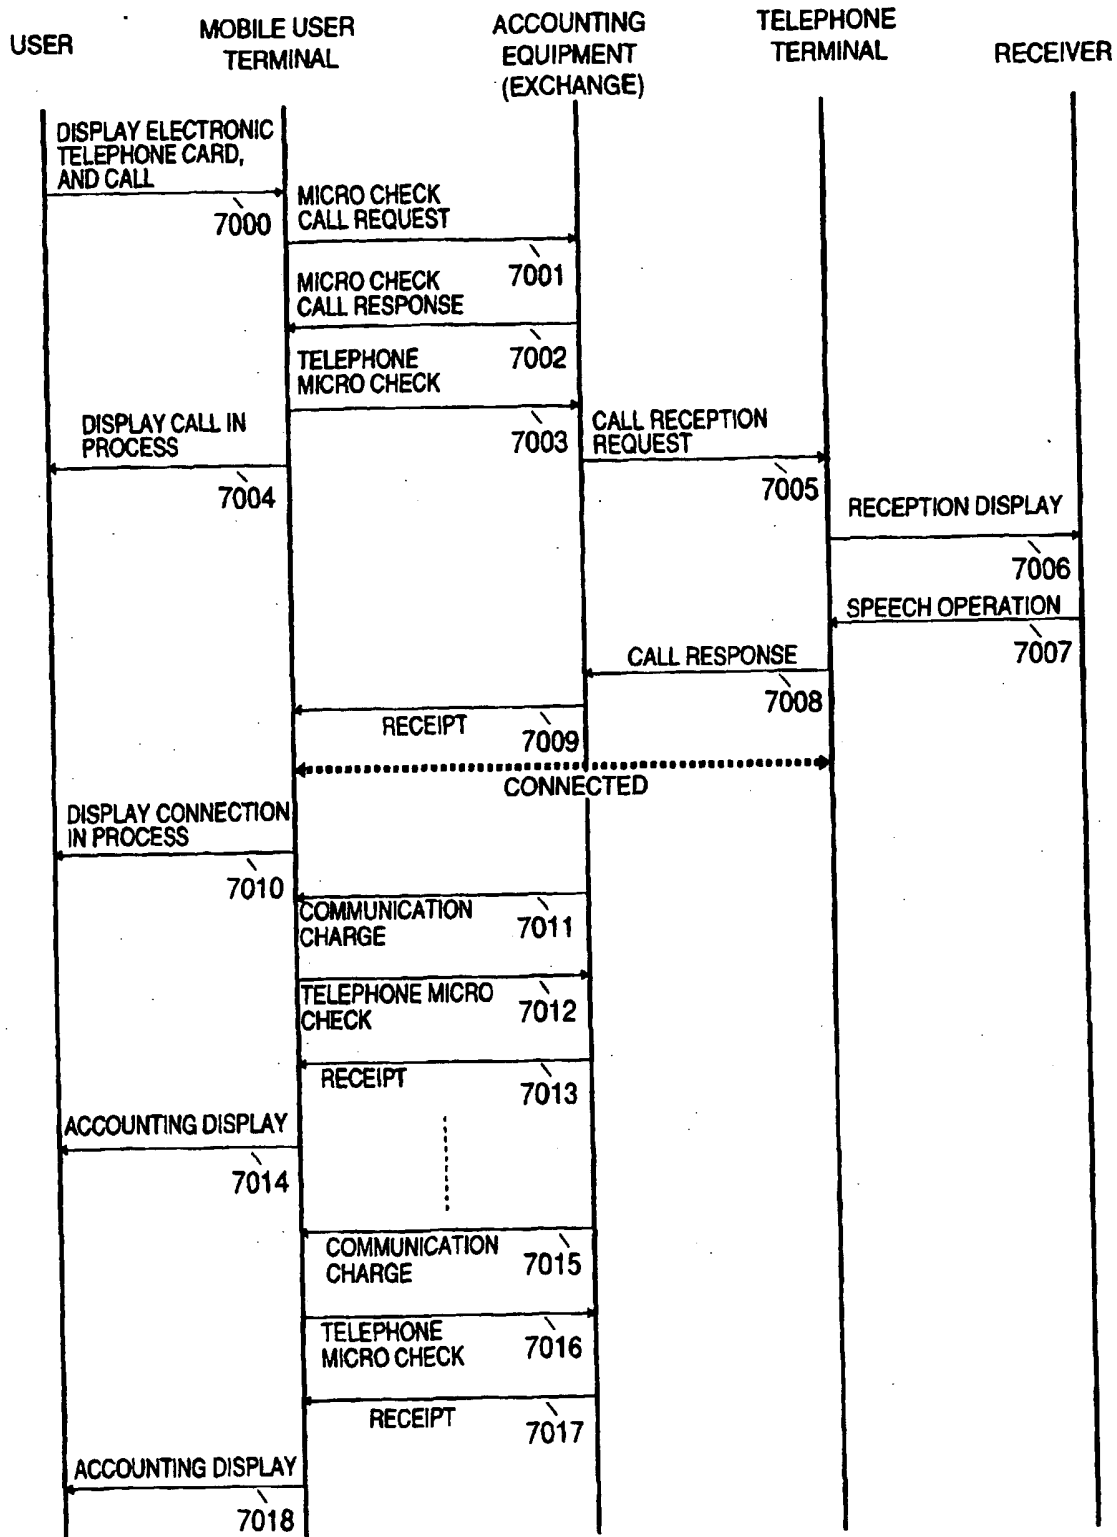 USER
MOBILE USER
TERMINAL
ACCOUNTING
EQUIPMENT
(EXCHANGE)
TELEPHONE
TERMINAL
RECEIVER
DISPLAY ELECTRONIC
TELEPHONE CARD,
AND CALL
7000
MICRO CHECK
CALL REQUEST
7001
MICRO CHECK
CALL RESPONSE
7002
TELEPHONE
MICRO CHECK
7003
DISPLAY CALL IN
PROCESS
7004
CALL RECEPTION
REQUEST
7005
RECEPTION DISPLAY
7006
SPEECH OPERATION
7007
CALL RESPONSE
7008
RECEIPT
7009
CONNECTED
DISPLAY CONNECTION
IN PROCESS
7010
COMMUNICATION
CHARGE
7011
TELEPHONE MICRO
CHECK
7012
RECEIPT
7013
ACCOUNTING DISPLAY
7014
COMMUNICATION
CHARGE
7015
TELEPHONE
MICRO CHECK
7016
RECEIPT
7017
ACCOUNTING DISPLAY
7018